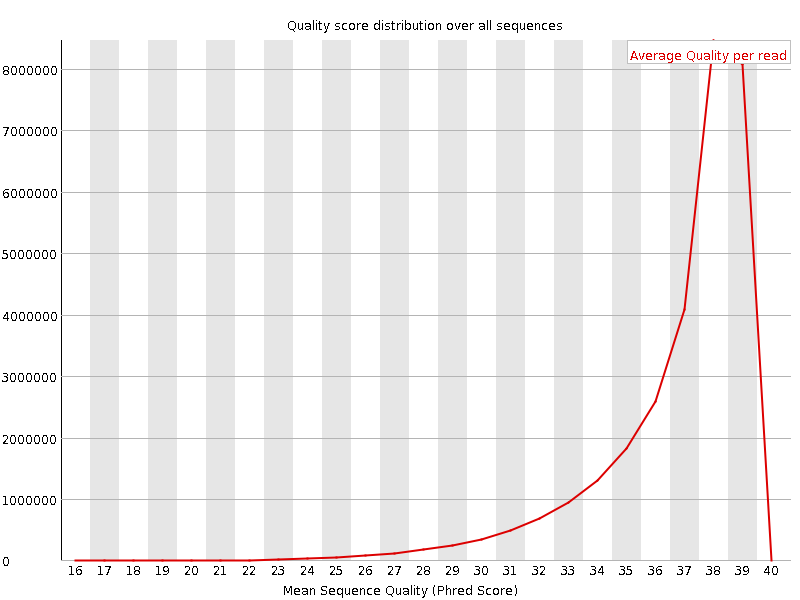 Quality score distribution over all sequences
Average Quality per read
8000000
7000000
6000000
5000000
4000000
3000000
2000000
1000000
0
16 17 18 19 20 21 22 23 24 25 26 27 28 29 30 31 32 33 34 35 36 37 38 39 40
Mean Sequence Quality (Phred Score)